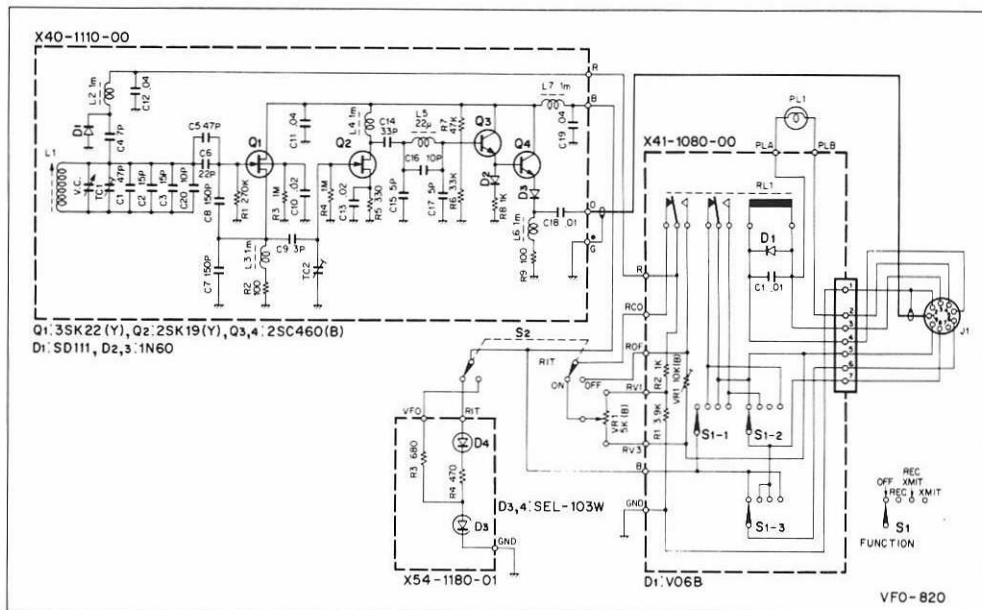 X40-1110-00
L2 1m
C12 .04
D1
C4 7P
L1
V.C.
TC1
C1 47P
C2 15P
C3 15P
C20 10P
C5 47P
C6
22P
C8 150P
C7 150P
R1 270K
Q1
L3 1m
R2
100
R3 1M
C10 .02
C11 .04
C9 3P
TC2
R4 1M
Q2
L4 1m
C13 .02
R5 330
C14
33P
C15 5P
L5
22μ
C16 10P
C17 5P
R7
47K
R6 33K
Q3
D2
R8 1K
Q4
D3
L6 1m
R9 100
C18 .01
L7 1m
C19 .04
R
B
O
G
Q1:3SK22(Y), Q2:2SK19(Y), Q3,4:2SC460(B)
D1:SD111, D2,3:1N60
S2
RIT
ON
OFF
VR1
5K(B)
VFO
RIT
R3 680
D4
R4 470
D3
GND
D3,4:SEL-103W
X54-1180-01
PL1
PLA
PLB
X41-1080-00
RL1
D1
C1 .01
R
RCO
ROF
RV1
RV3
B
GND
R2 1K
VR1 10K(B)
R1 3.9K
S1-1
S1-2
S1-3
1
2
3
4
5
6
7
J1
REC
OFF XMIT
REC XMIT
S1
FUNCTION
D1:V06B
VFO-820